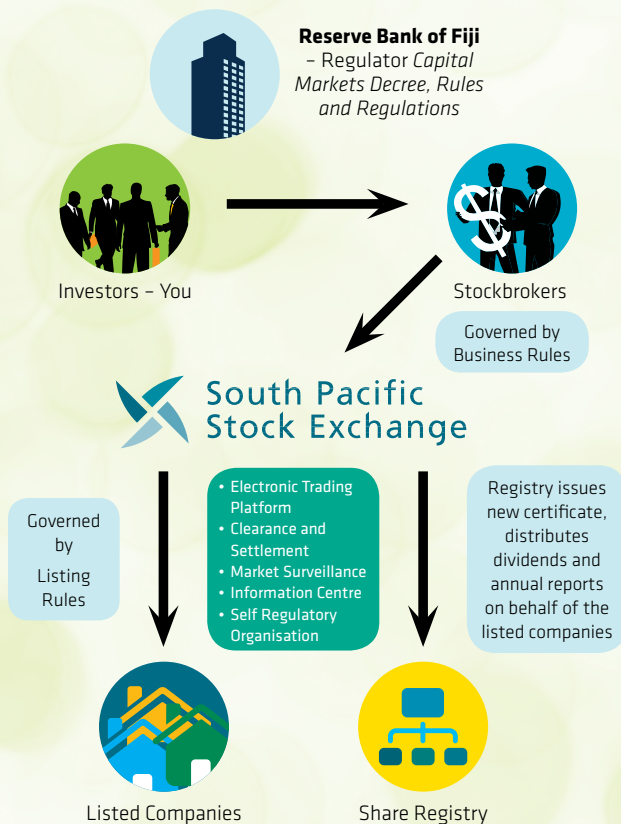 Reserve Bank of Fiji
– Regulator Capital
Markets Decree, Rules
and Regulations
Investors – You
Stockbrokers
Governed by
Business Rules
South Pacific
Stock Exchange
Governed
by
Listing
Rules
• Electronic Trading
Platform
• Clearance and
Settlement
• Market Surveillance
• Information Centre
• Self Regulatory
Organisation
Registry issues
new certificate,
distributes
dividends and
annual reports
on behalf of the
listed companies
Listed Companies
Share Registry